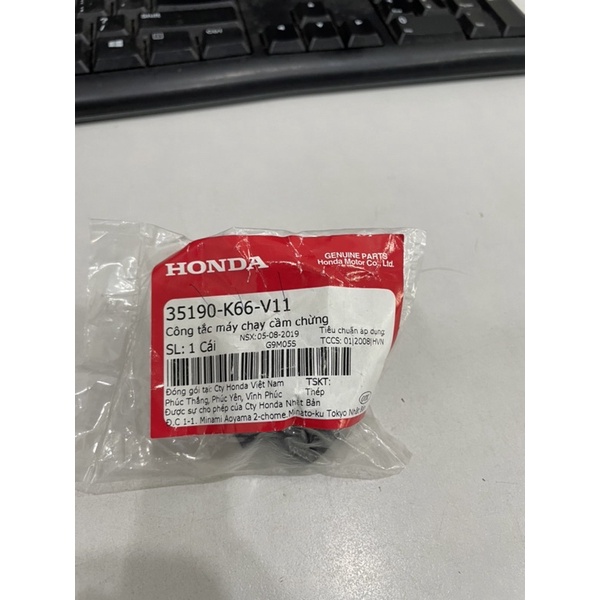 HONDA
GENUINE PARTS
Honda Motor Co., Ltd.
35190-K66-V11
Công tắc máy chạy cầm chừng
NSX:05-08-2019
Tiêu chuẩn áp dụng
SL: 1 Cái
G9M05S
TCCS: 01|2008|HVN
Đóng gói tại: Cty Honda Việt Nam
TSKT:
Phúc Thắng, Phúc Yên, Vĩnh Phúc
Thép
Được sự cho phép của Cty Honda Nhật Bản
Đ.C 1-1. Minami Aoyama 2-chome, Minato-ku Tokyo Nhật